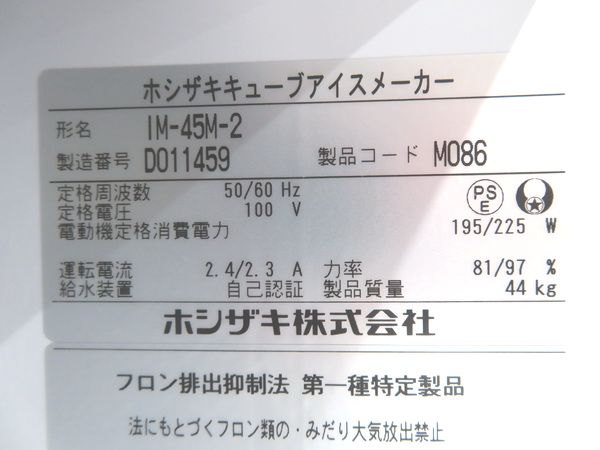 ホシザキキューブアイスメーカー
形名 IM-45M-2
製造番号 D011459 製品コード M086
定格周波数 50/60 Hz
定格電圧 100 V
PS E
電動機定格消費電力 195/225 W
運転電流 2.4/2.3 A 力率 81/97 %
給水装置 自己認証 製品質量 44 kg
ホシザキ株式会社
フロン排出抑制法 第一種特定製品
法にもとづくフロン類の・みだり大気放出禁止